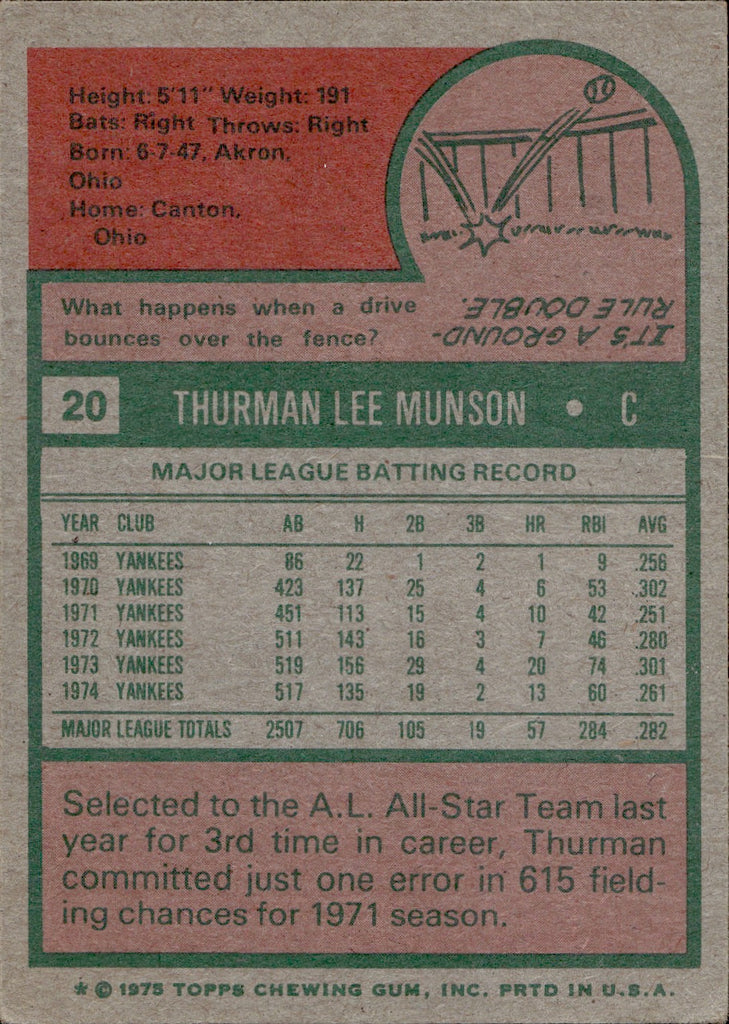 Height: 5'11" Weight: 191
Bats: Right Throws: Right
Born: 6-7-47, Akron,
Ohio
Home: Canton,
Ohio
What happens when a drive
bounces over the fence?
IT'S A GROUND-
RULE DOUBLE.
20 THURMAN LEE MUNSON • C
MAJOR LEAGUE BATTING RECORD
YEAR CLUB AB H 2B 3B HR RBI AVG
1969 YANKEES 86 22 1 2 1 9 .256
1970 YANKEES 423 137 25 4 6 53 .302
1971 YANKEES 451 113 15 4 10 42 .251
1972 YANKEES 511 143 16 3 7 46 .280
1973 YANKEES 519 156 29 4 20 74 .301
1974 YANKEES 517 135 19 2 13 60 .261
MAJOR LEAGUE TOTALS 2507 706 105 19 57 284 .282
Selected to the A.L. All-Star Team last
year for 3rd time in career, Thurman
committed just one error in 615 field-
ing chances for 1971 season.
* © 1975 TOPPS CHEWING GUM, INC. PRTD IN U.S.A.